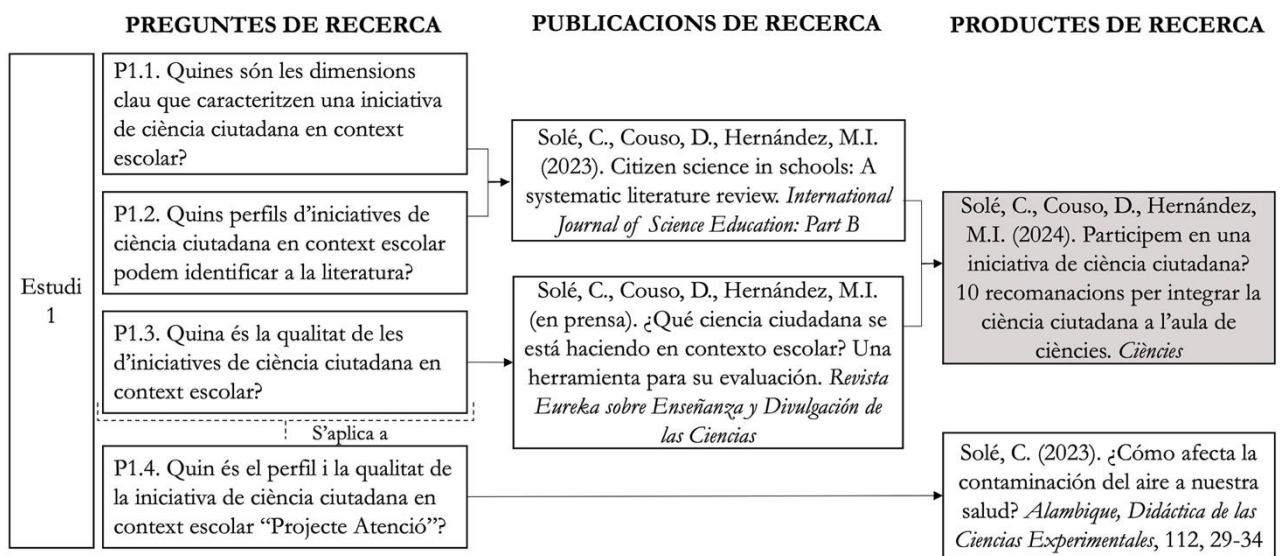 PREGUNTES DE RECERCA
PUBLICACIONS DE RECERCA
PRODUCTES DE RECERCA
Estudi
1
P1.1. Quines són les dimensions
clau que caracteritzen una iniciativa
de ciència ciutadana en context
escolar?
P1.2. Quins perfils d'iniciatives de
ciència ciutadana en context escolar
podem identificar a la literatura?
P1.3. Quina és la qualitat de les
d'iniciatives de ciència ciutadana en
context escolar?
S'aplica a
P1.4. Quin és el perfil i la qualitat de
la iniciativa de ciència ciutadana en
context escolar “Projecte Atenció”?
Solé, C., Couso, D., Hernández, M.I.
(2023). Citizen science in schools: A
systematic literature review. International
Journal of Science Education: Part B
Solé, C., Couso, D., Hernández, M.I.
(en prensa). ¿Qué ciencia ciudadana se
está haciendo en contexto escolar? Una
herramienta para su evaluación. Revista
Eureka sobre Enseñanza y Divulgación de
las Ciencias
Solé, C., Couso, D., Hernández,
M.I. (2024). Participem en una
iniciativa de ciència ciutadana?
10 recomanacions per integrar la
ciència ciutadana a l'aula de
ciències. Ciències
Solé, C. (2023). ¿Cómo afecta la
contaminación del aire a nuestra
salud? Alambique, Didáctica de las
Ciencias Experimentales, 112, 29-34